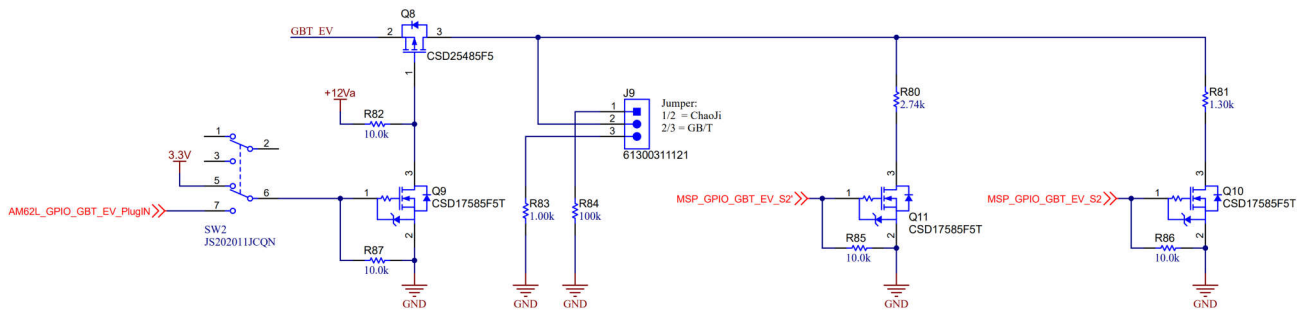 Q8
GBT_EV
2
3
CSD25485F5
1
+12Va
R82
10.0k
J9
1
2
3
61300311121
Jumper:
1/2  = ChaoJi
2/3 = GB/T
R80
2.74k
R81
1.30k
1
2
3
3.3V
5
6
7
AM62L_GPIO_GBT_EV_PlugIN
SW2
JS202011JCQN
3
1
Q9
CSD17585F5T
2
R87
10.0k
GND
R83
1.00k
R84
100k
GND
GND
MSP_GPIO_GBT_EV_S2'
3
1
Q11
CSD17585F5T
2
R85
10.0k
GND
MSP_GPIO_GBT_EV_S2
3
1
Q10
CSD17585F5T
2
R86
10.0k
GND